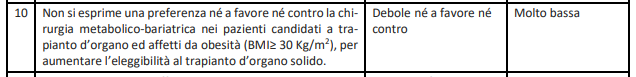 10 Non si esprime una preferenza né a favore né contro la chi- Debole né a favore né Molto bassa
rurgia metabolico-bariatrica nei pazienti candidati a tra- contro
pianto d'organo ed affetti da obesità (BMI≥ 30 Kg/m²), per
aumentare l'eleggibilità al trapianto d'organo solido.